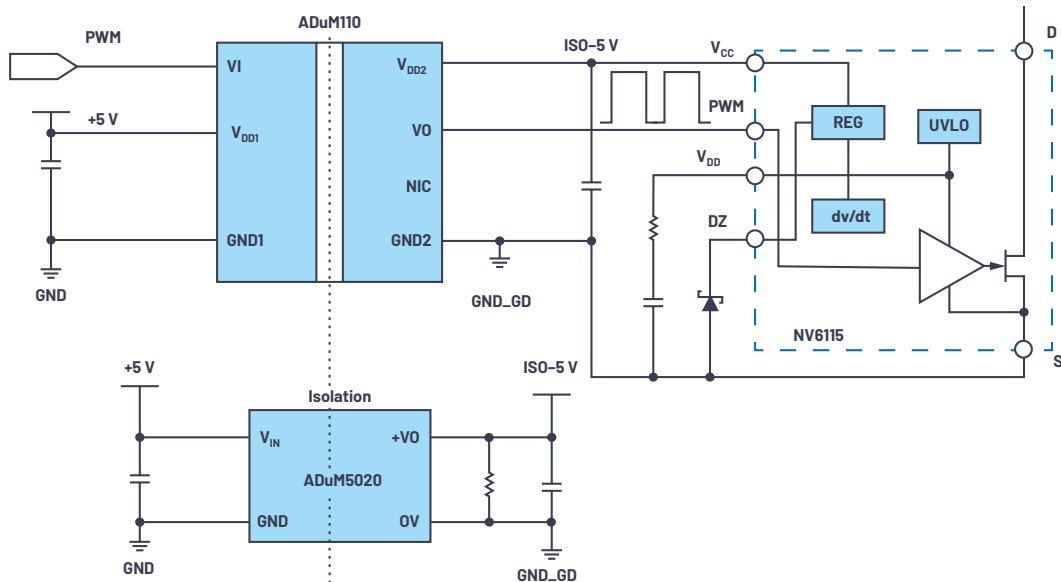 ADuM110
PWM
VI
+5 V
VDD1
GND1
GND
VDD2
VO
NIC
GND2
GND_GD
ISO–5 V
PWM
VCC
VDD
DZ
REG
UVLO
dv/dt
NV6115
D
S
+5 V
Isolation
ISO–5 V
VIN
+VO
ADuM5020
GND
OV
GND
GND_GD